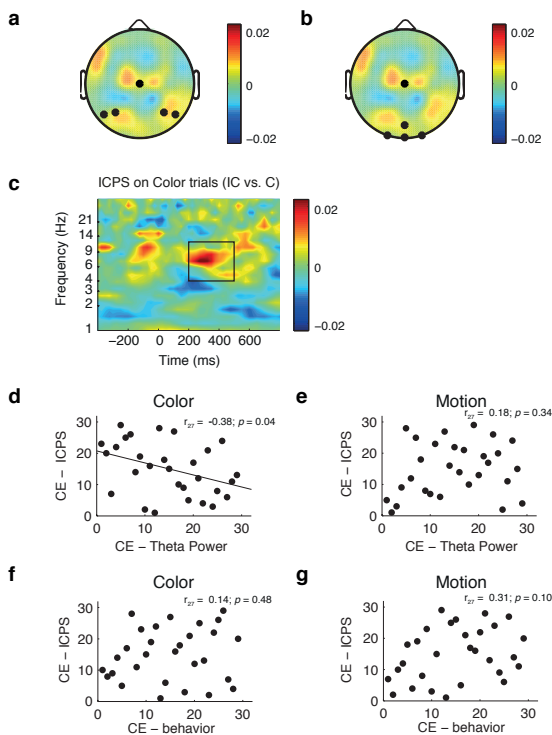 a
b
0.02
0
−0.02
0.02
0
−0.02
c
ICPS on Color trials (IC vs. C)
Frequency (Hz)
21
14
9
6
4
3
2
1
−200 0 200 400 600
Time (ms)
0.02
0
−0.02
d
Color
r27 = -0.38; p = 0.04
CE – ICPS
30
20
10
0
0 10 20 30
CE – Theta Power
e
Motion
r27 = 0.18; p = 0.34
CE – ICPS
30
20
10
0
0 10 20 30
CE – Theta Power
f
Color
r27 = 0.14; p = 0.48
CE – ICPS
30
20
10
0
0 10 20 30
CE – behavior
g
Motion
r27 = 0.31; p = 0.10
CE – ICPS
30
20
10
0
0 10 20 30
CE – behavior